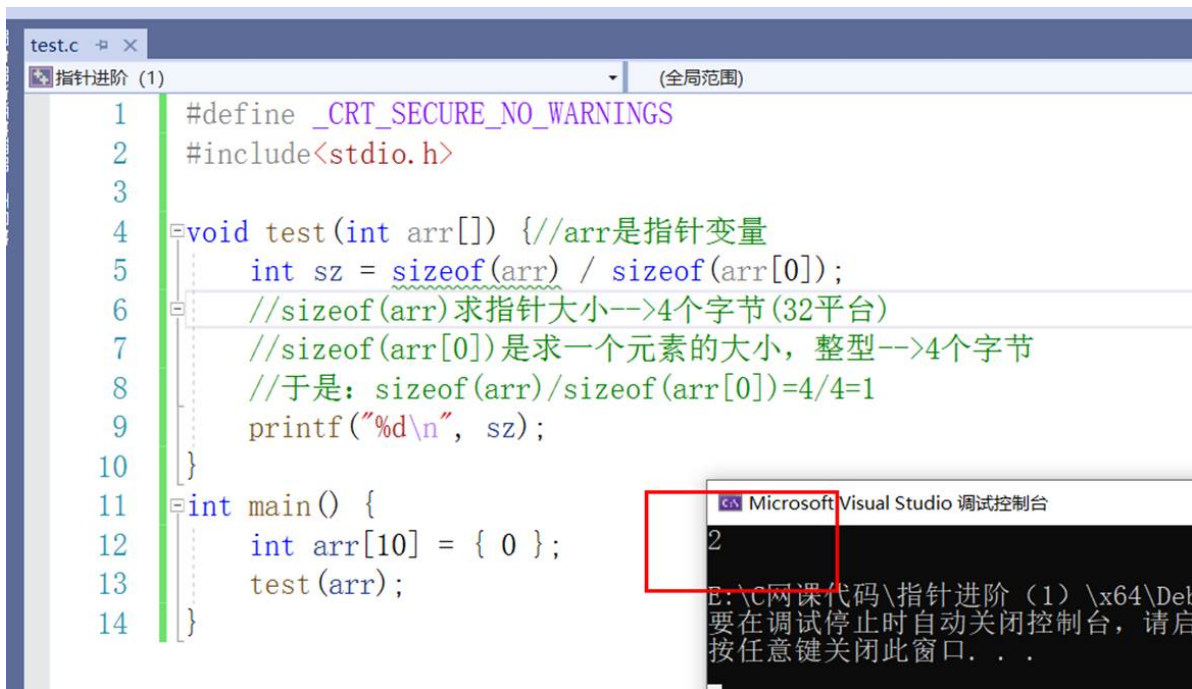 test.c
指针进阶 (1)
(全局范围)
1 #define _CRT_SECURE_NO_WARNINGS
2 #include<stdio.h>
3
4 void test(int arr[]) {//arr是指针变量
5 int sz = sizeof(arr) / sizeof(arr[0]);
6 //sizeof(arr)求指针大小-->4个字节(32平台)
7 //sizeof(arr[0])是求一个元素的大小，整型-->4个字节
8 //于是：sizeof(arr)/sizeof(arr[0])=4/4=1
9 printf("%d\n", sz);
10 }
11 int main() {
12 int arr[10] = { 0 };
13 test(arr);
14 }
Microsoft Visual Studio 调试控制台
2
E:\C网课代码\指针进阶（1）\x64\Deb
要在调试停止时自动关闭控制台，请启
按任意键关闭此窗口. . .